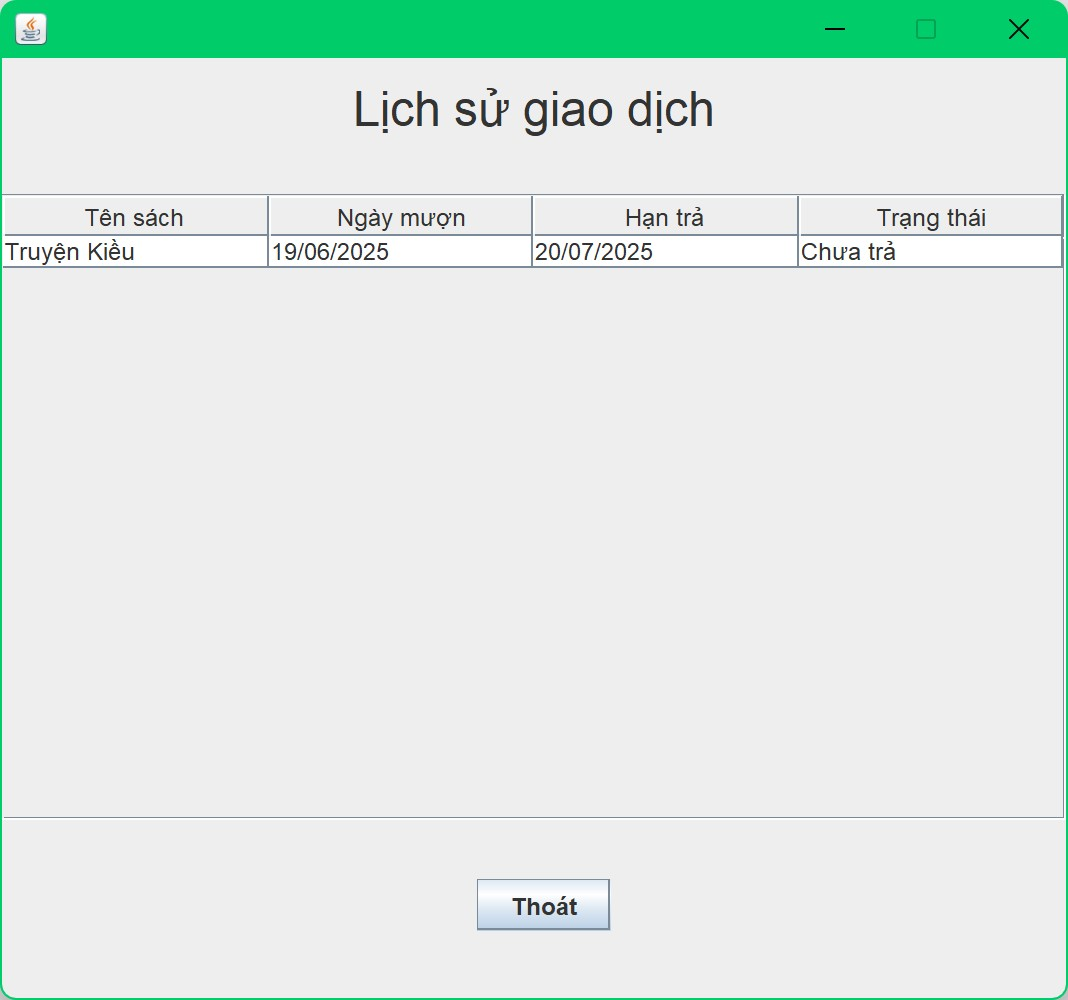 Lịch sử giao dịch
Tên sách Ngày mượn Hạn trả Trạng thái
Truyện Kiều 19/06/2025 20/07/2025 Chưa trả
Thoát